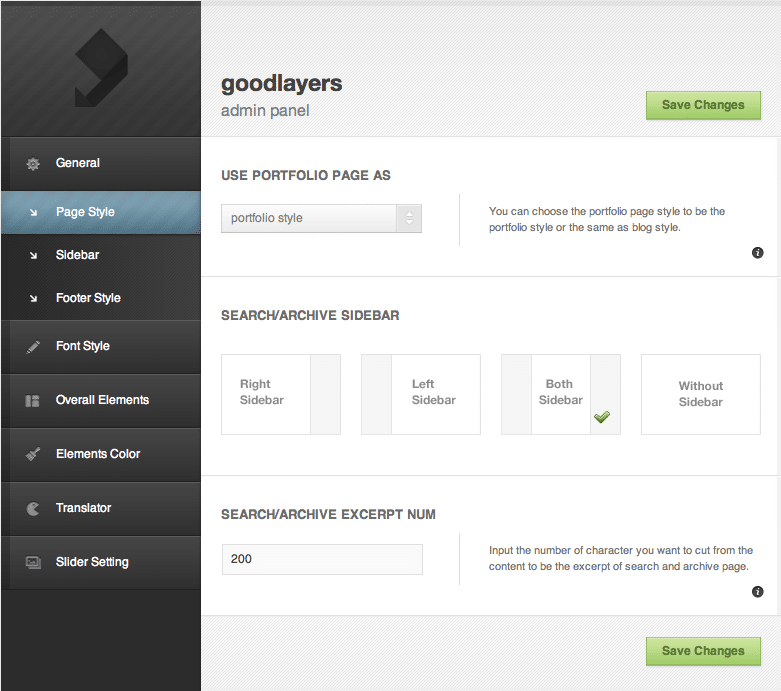 goodlayers
admin panel
Save Changes
General
Page Style
Sidebar
Footer Style
Font Style
Overall Elements
Elements Color
Translator
Slider Setting
USE PORTFOLIO PAGE AS
portfolio style
You can choose the portfolio page style to be the
portfolio style or the same as blog style.
SEARCH/ARCHIVE SIDEBAR
Right
Sidebar
Left
Sidebar
Both
Sidebar
Without
Sidebar
SEARCH/ARCHIVE EXCERPT NUM
200
Input the number of character you want to cut from the
content to be the excerpt of search and archive page.
Save Changes